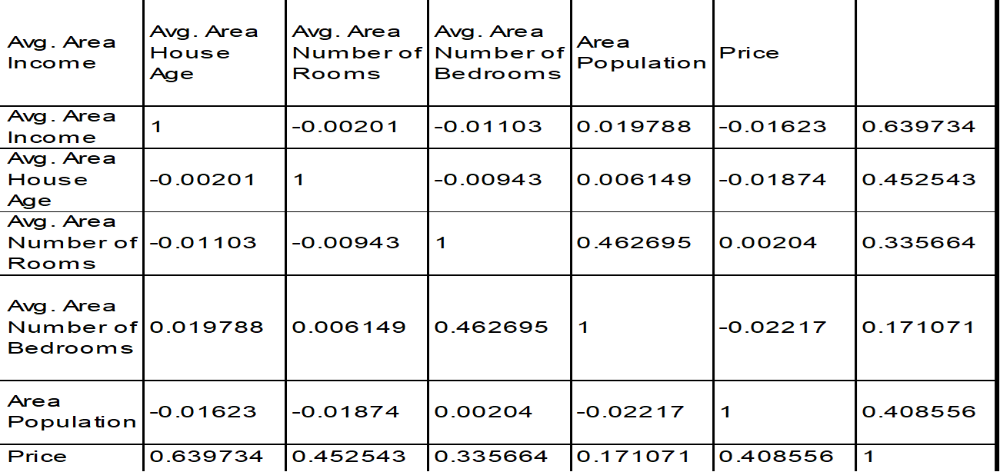 Avg. Area Income | Avg. Area House Age | Avg. Area Number of Rooms | Avg. Area Number of Bedrooms | Area Population | Price
Avg. Area Income | 1 | -0.00201 | -0.01103 | 0.019788 | -0.01623 | 0.639734
Avg. Area House Age | -0.00201 | 1 | -0.00943 | 0.006149 | -0.01874 | 0.452543
Avg. Area Number of Rooms | -0.01103 | -0.00943 | 1 | 0.462695 | 0.00204 | 0.335664
Avg. Area Number of Bedrooms | 0.019788 | 0.006149 | 0.462695 | 1 | -0.02217 | 0.171071
Area Population | -0.01623 | -0.01874 | 0.00204 | -0.02217 | 1 | 0.408556
Price | 0.639734 | 0.452543 | 0.335664 | 0.171071 | 0.408556 | 1